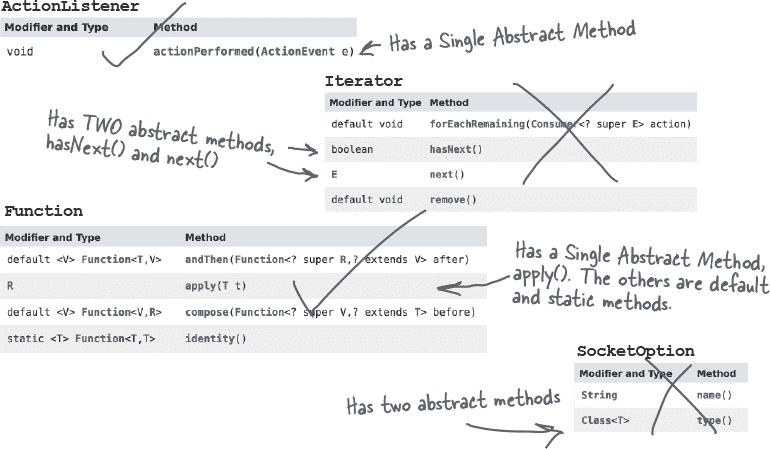 ActionListener
Modifier and Type Method
void actionPerformed(ActionEvent e)
Has a Single Abstract Method
Iterator
Modifier and Type Method
default void forEachRemaining(Consumer<? super E> action)
boolean hasNext()
E next()
default void remove()
Has TWO abstract methods,
hasNext() and next()
Function
Modifier and Type Method
default <V> Function<T,V> andThen(Function<? super R,? extends V> after)
R apply(T t)
default <V> Function<V,R> compose(Function<? super V,? extends T> before)
static <T> Function<T,T> identity()
Has a Single Abstract Method,
apply(). The others are default
and static methods.
SocketOption
Modifier and Type Method
String name()
Class<T> type()
Has two abstract methods